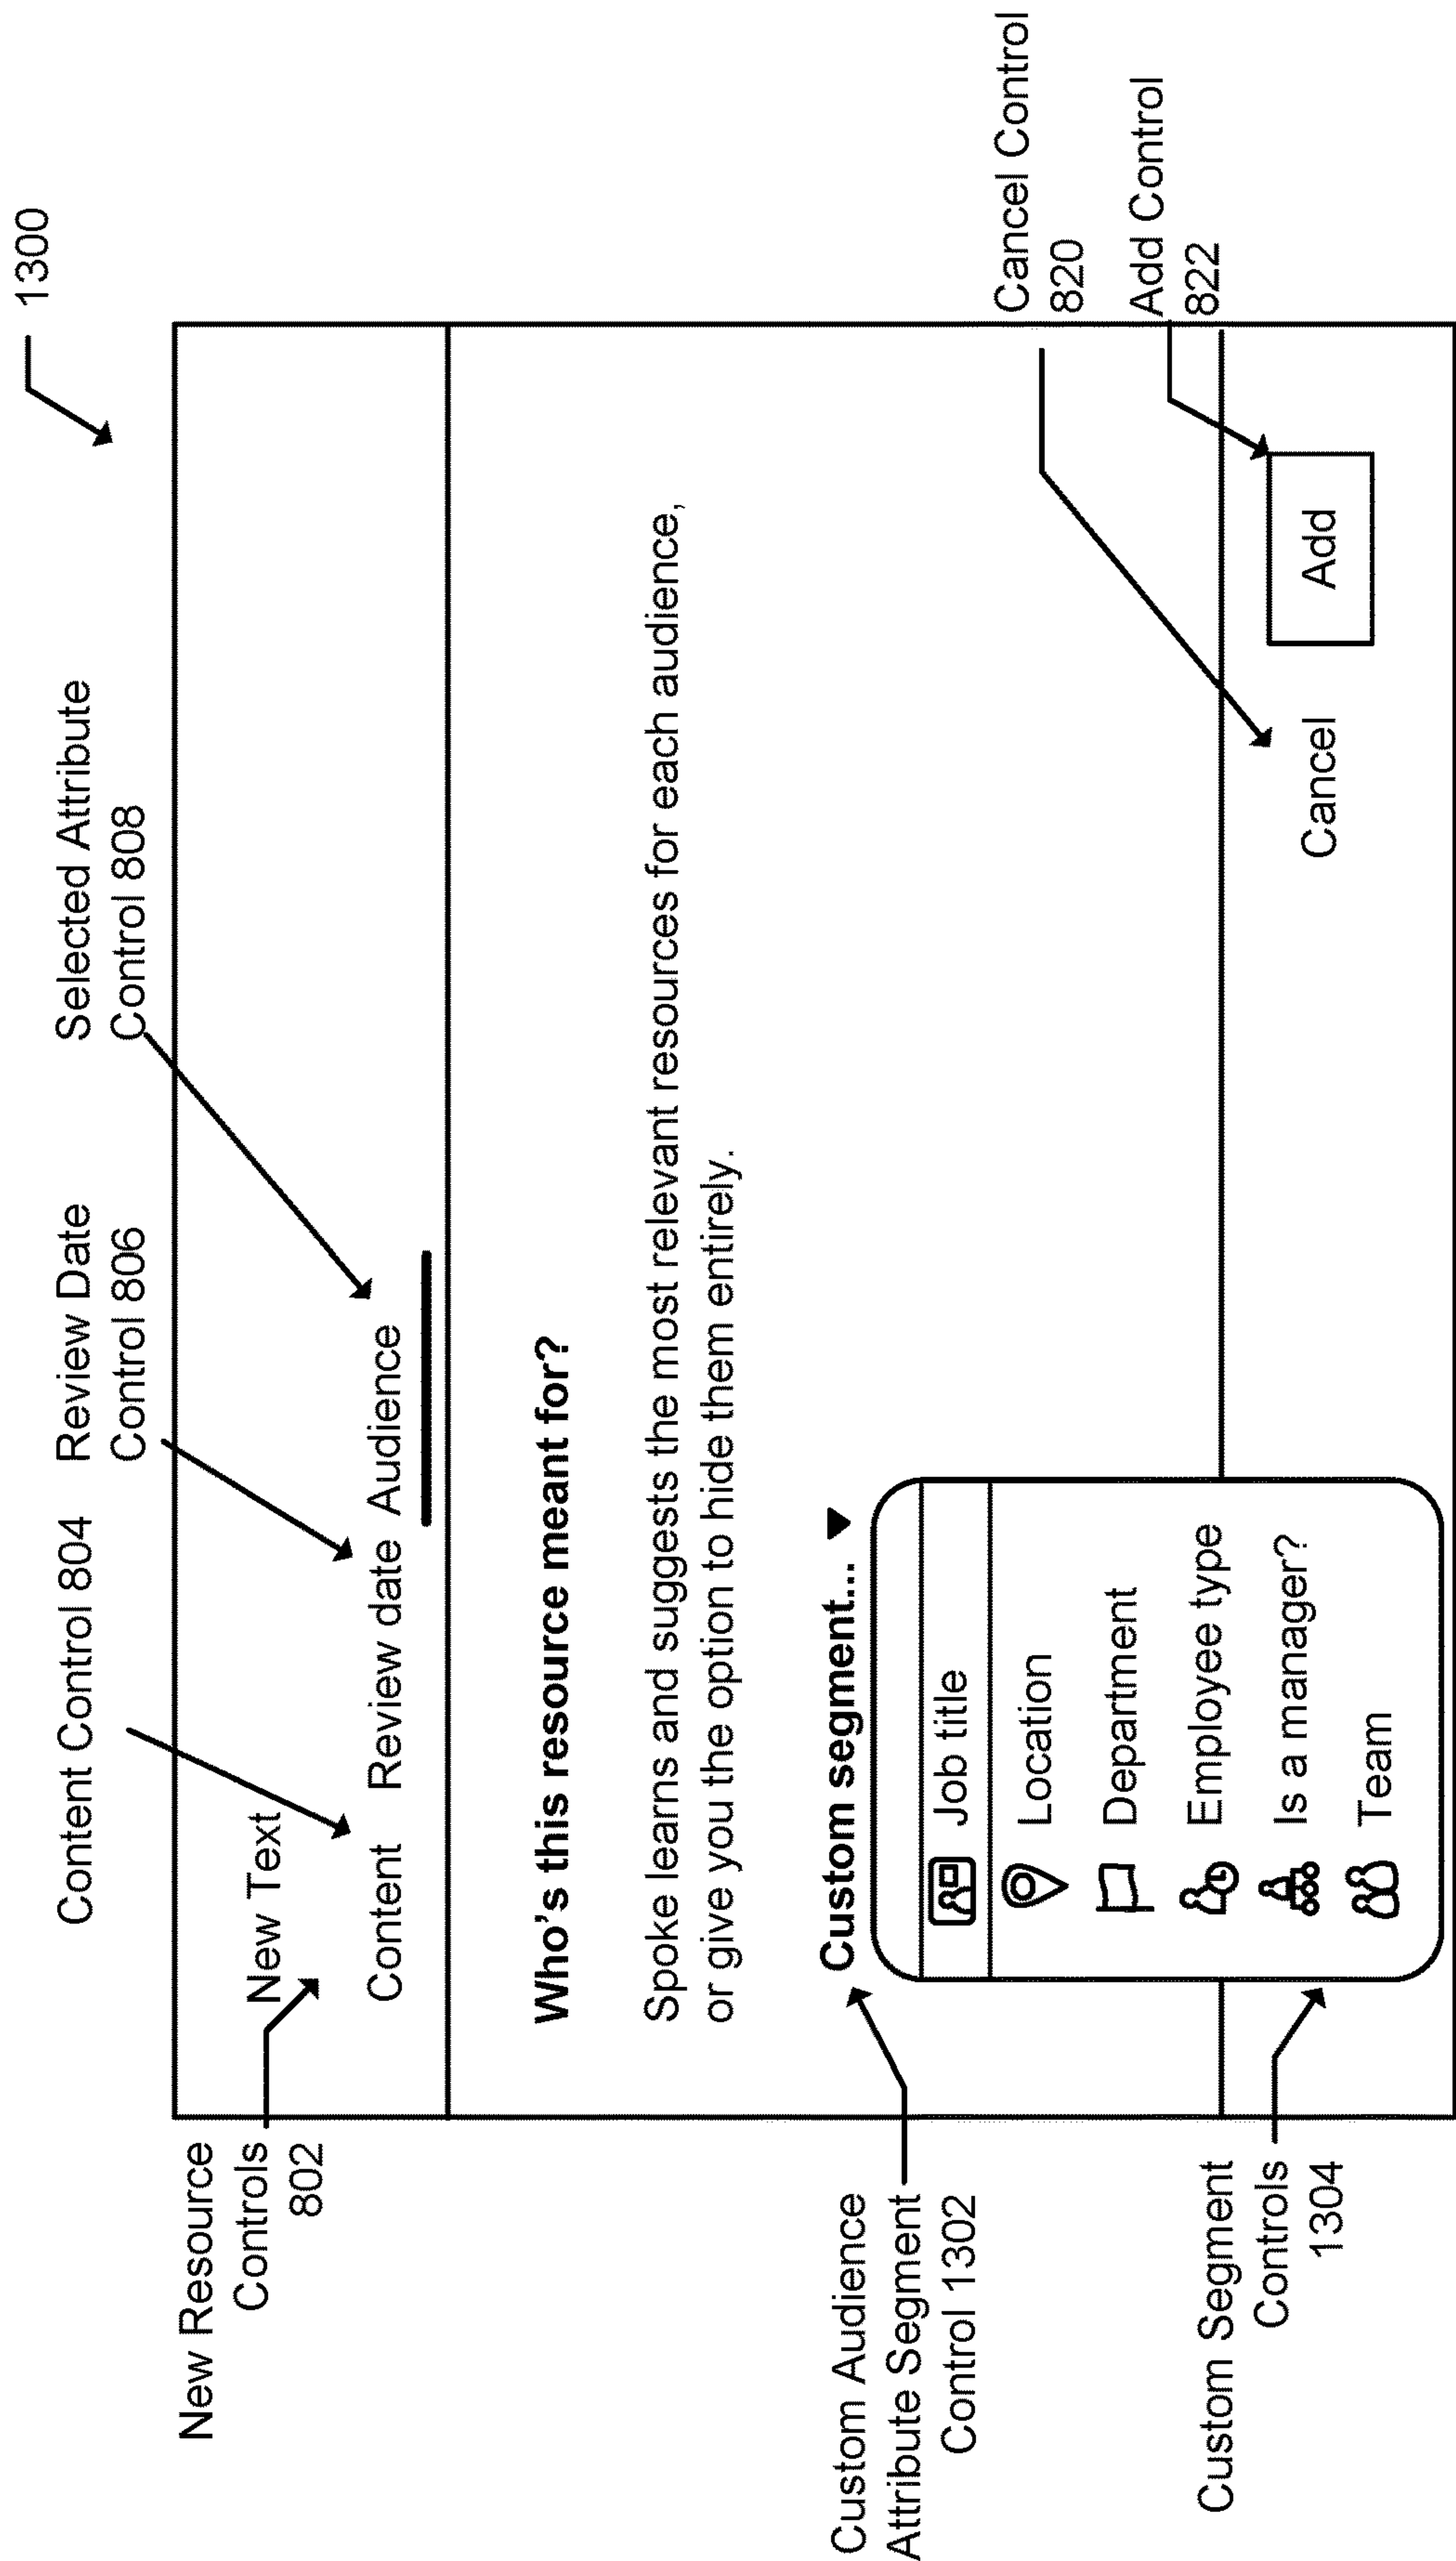 1300
Content Control 804
Review Date
Control 806
Selected Attribute
Control 808
New Resource
Controls
802
New Text
Content
Review date
Audience
Who's this resource meant for?
Spoke learns and suggests the most relevant resources for each audience,
or give you the option to hide them entirely.
Custom Audience
Attribute Segment
Control 1302
Custom segment...
Job title
Location
Department
Employee type
Is a manager?
Team
Custom Segment
Controls
1304
Cancel Control
820
Add Control
822
Cancel
Add